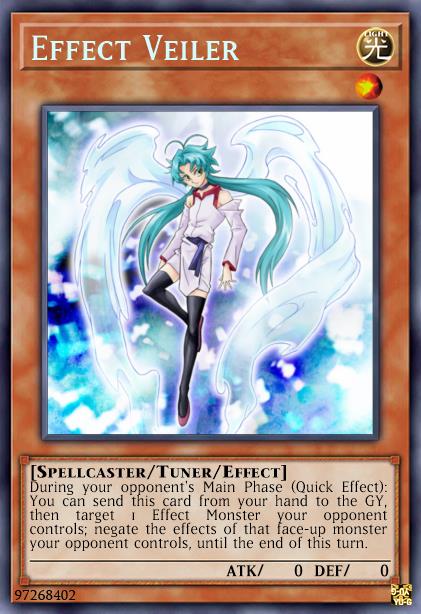 Effect Veiler
LIGHT
光
[Spellcaster/Tuner/Effect]
During your opponent's Main Phase (Quick Effect):
You can send this card from your hand to the GY,
then target 1 Effect Monster your opponent
controls; negate the effects of that face-up monster
your opponent controls, until the end of this turn.
ATK/ 0 DEF/ 0
97268402